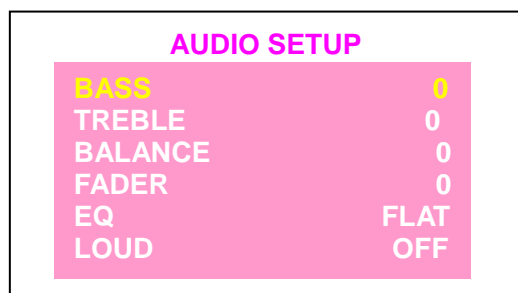 AUDIO SETUP
BASS 0
TREBLE 0
BALANCE 0
FADER 0
EQ FLAT
LOUD OFF